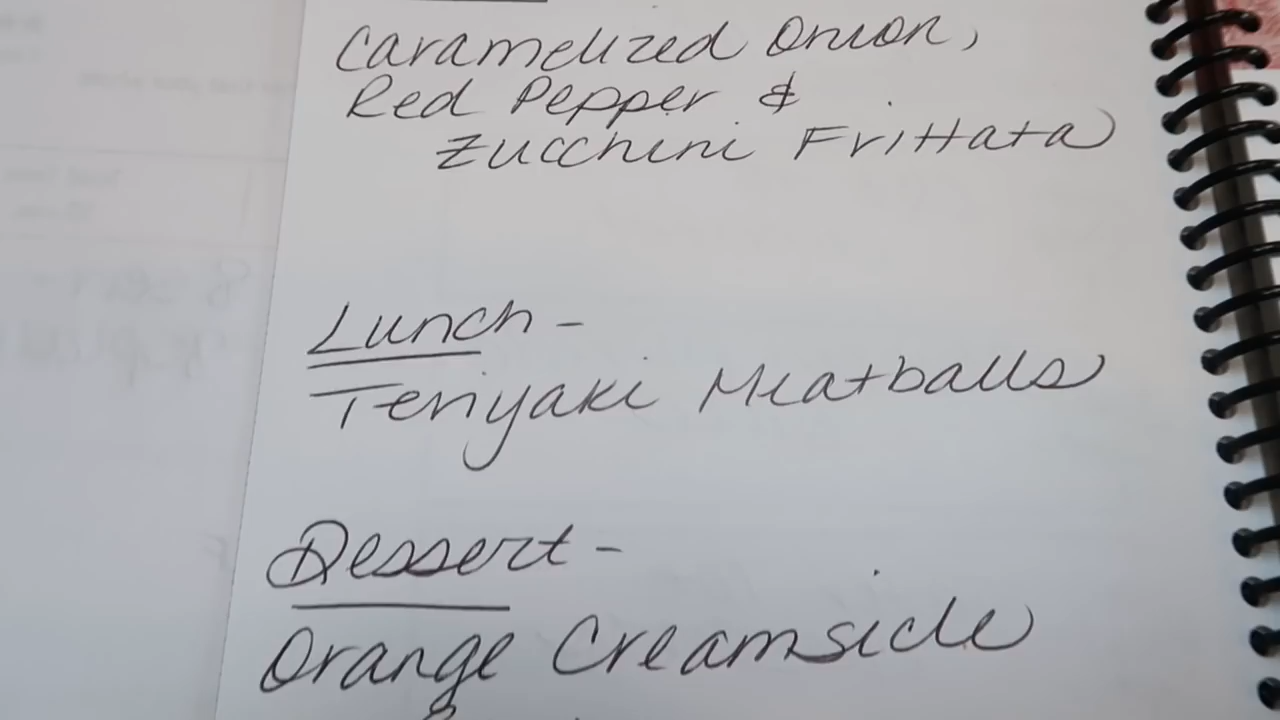 Caramelized Onion,
Red Pepper &
Zucchini Frittata
Lunch -
Teriyaki Meatballs
Dessert -
Orange Creamsicle